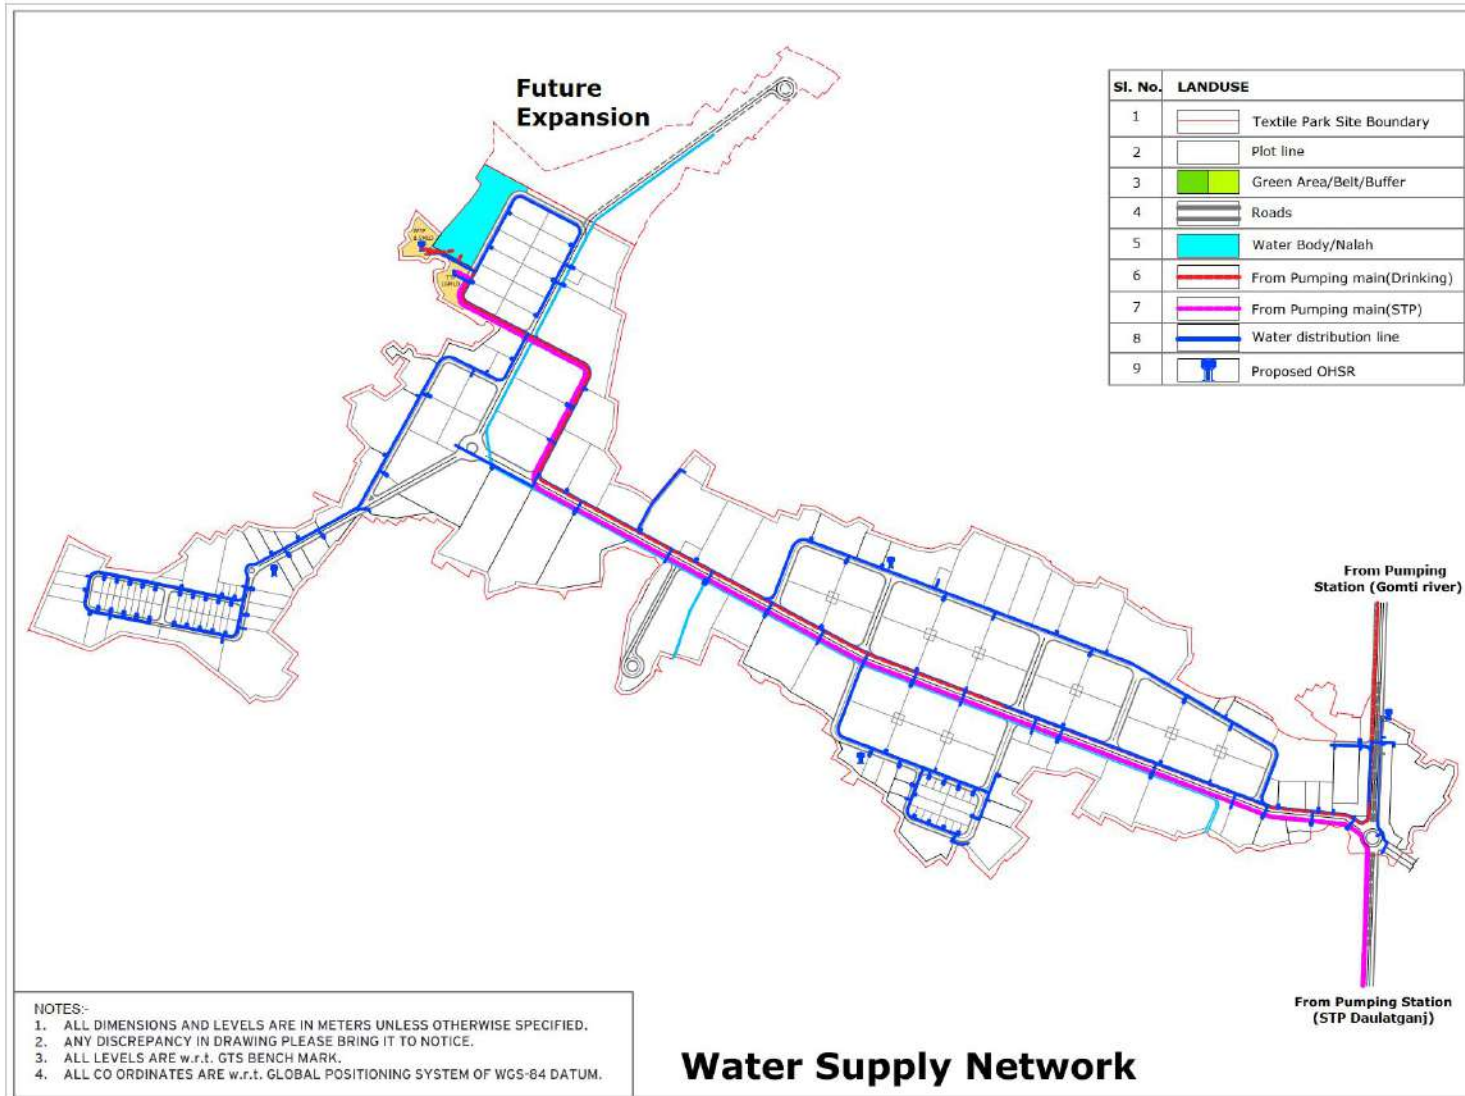 Future
Expansion
Sl. No. LANDUSE
1 Textile Park Site Boundary
2 Plot line
3 Green Area/Belt/Buffer
4 Roads
5 Water Body/Nalah
6 From Pumping main(Drinking)
7 From Pumping main(STP)
8 Water distribution line
9 Proposed OHSR
From Pumping
Station (Gomti river)
From Pumping Station
(STP Daulatganj)
NOTES:-
1. ALL DIMENSIONS AND LEVELS ARE IN METERS UNLESS OTHERWISE SPECIFIED.
2. ANY DISCREPANCY IN DRAWING PLEASE BRING IT TO NOTICE.
3. ALL LEVELS ARE w.r.t. GTS BENCH MARK.
4. ALL CO ORDINATES ARE w.r.t. GLOBAL POSITIONING SYSTEM OF WGS-84 DATUM.
Water Supply Network